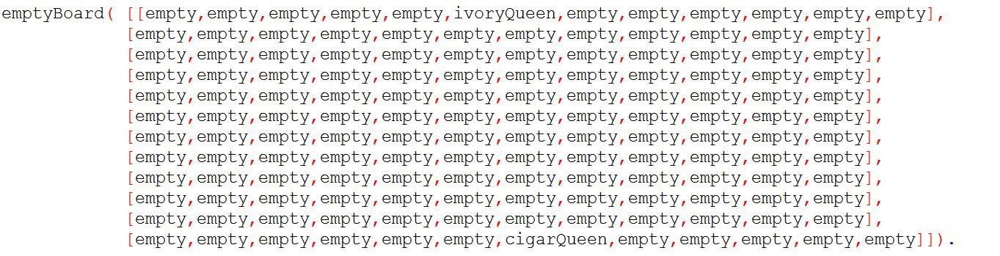 emptyBoard( [[empty,empty,empty,empty,empty,ivoryQueen,empty,empty,empty,empty,empty,empty],
[empty,empty,empty,empty,empty,empty,empty,empty,empty,empty,empty,empty],
[empty,empty,empty,empty,empty,empty,empty,empty,empty,empty,empty,empty],
[empty,empty,empty,empty,empty,empty,empty,empty,empty,empty,empty,empty],
[empty,empty,empty,empty,empty,empty,empty,empty,empty,empty,empty,empty],
[empty,empty,empty,empty,empty,empty,empty,empty,empty,empty,empty,empty],
[empty,empty,empty,empty,empty,empty,empty,empty,empty,empty,empty,empty],
[empty,empty,empty,empty,empty,empty,empty,empty,empty,empty,empty,empty],
[empty,empty,empty,empty,empty,empty,empty,empty,empty,empty,empty,empty],
[empty,empty,empty,empty,empty,empty,empty,empty,empty,empty,empty,empty],
[empty,empty,empty,empty,empty,empty,empty,empty,empty,empty,empty,empty],
[empty,empty,empty,empty,empty,empty,cigarQueen,empty,empty,empty,empty,empty]]).